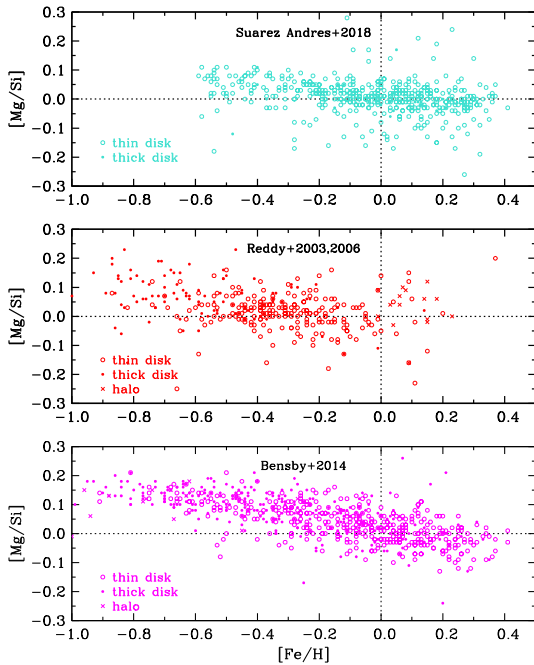 0.3
Suarez Andres+2018
0.2
0.1
[Mg/Si]
0.0
−0.1
thin disk
−0.2
thick disk
−0.3
−1.0 −0.8 −0.6 −0.4 −0.2 0.0 0.2 0.4
0.3
Reddy+2003,2006
0.2
0.1
[Mg/Si]
0.0
−0.1
thin disk
−0.2
thick disk
halo
−0.3
−1.0 −0.8 −0.6 −0.4 −0.2 0.0 0.2 0.4
0.3
Bensby+2014
0.2
0.1
[Mg/Si]
0.0
−0.1
thin disk
−0.2
thick disk
halo
−0.3
−1.0 −0.8 −0.6 −0.4 −0.2 0.0 0.2 0.4
[Fe/H]